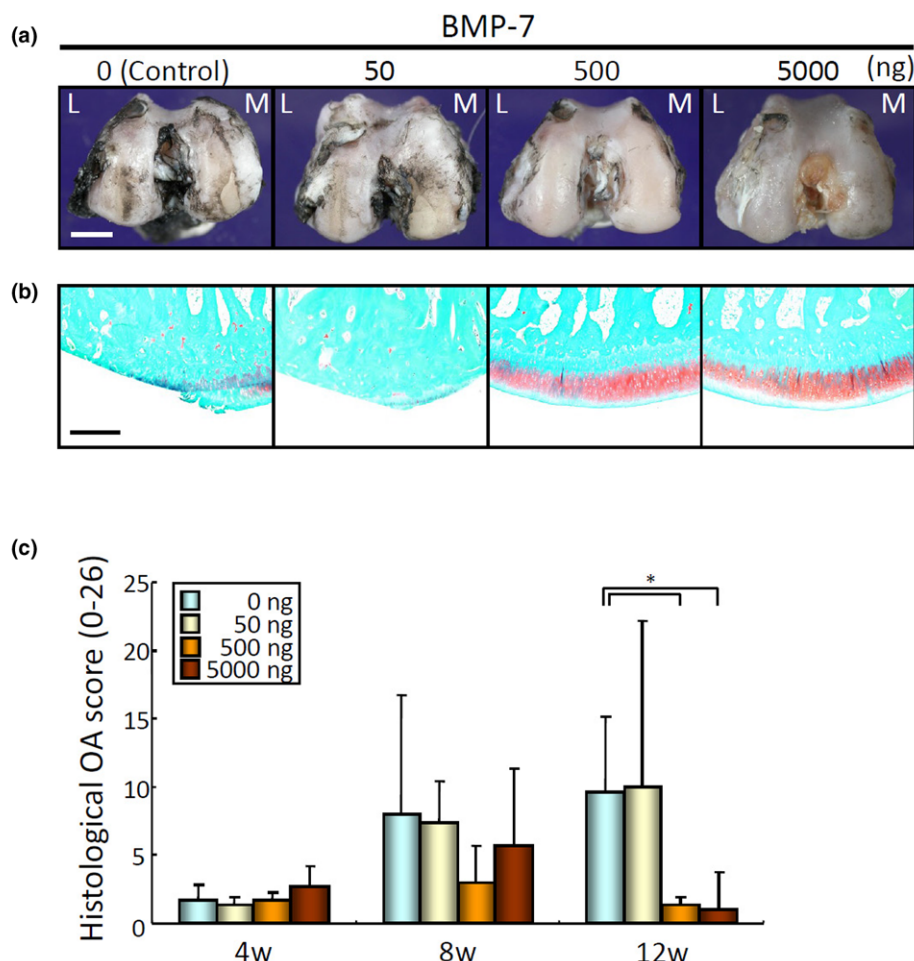 (a)
BMP-7
0 (Control) 50 500 5000 (ng)
L M L M L M L M
(b)
(c)
Histological OA score (0-26)
25
20
15
10
5
0
0 ng
50 ng
500 ng
5000 ng
*
4w 8w 12w